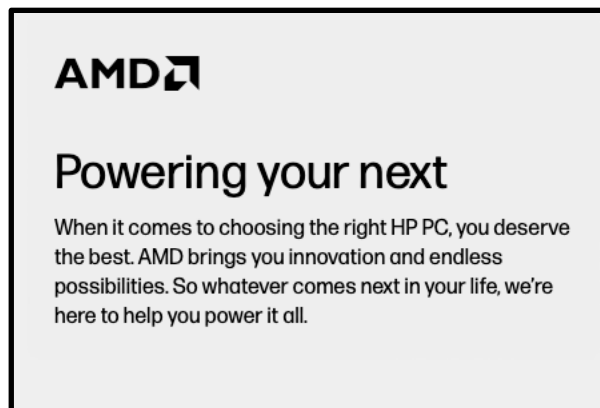 AMD
Powering your next
When it comes to choosing the right HP PC, you deserve
the best. AMD brings you innovation and endless
possibilities. So whatever comes next in your life, we're
here to help you power it all.